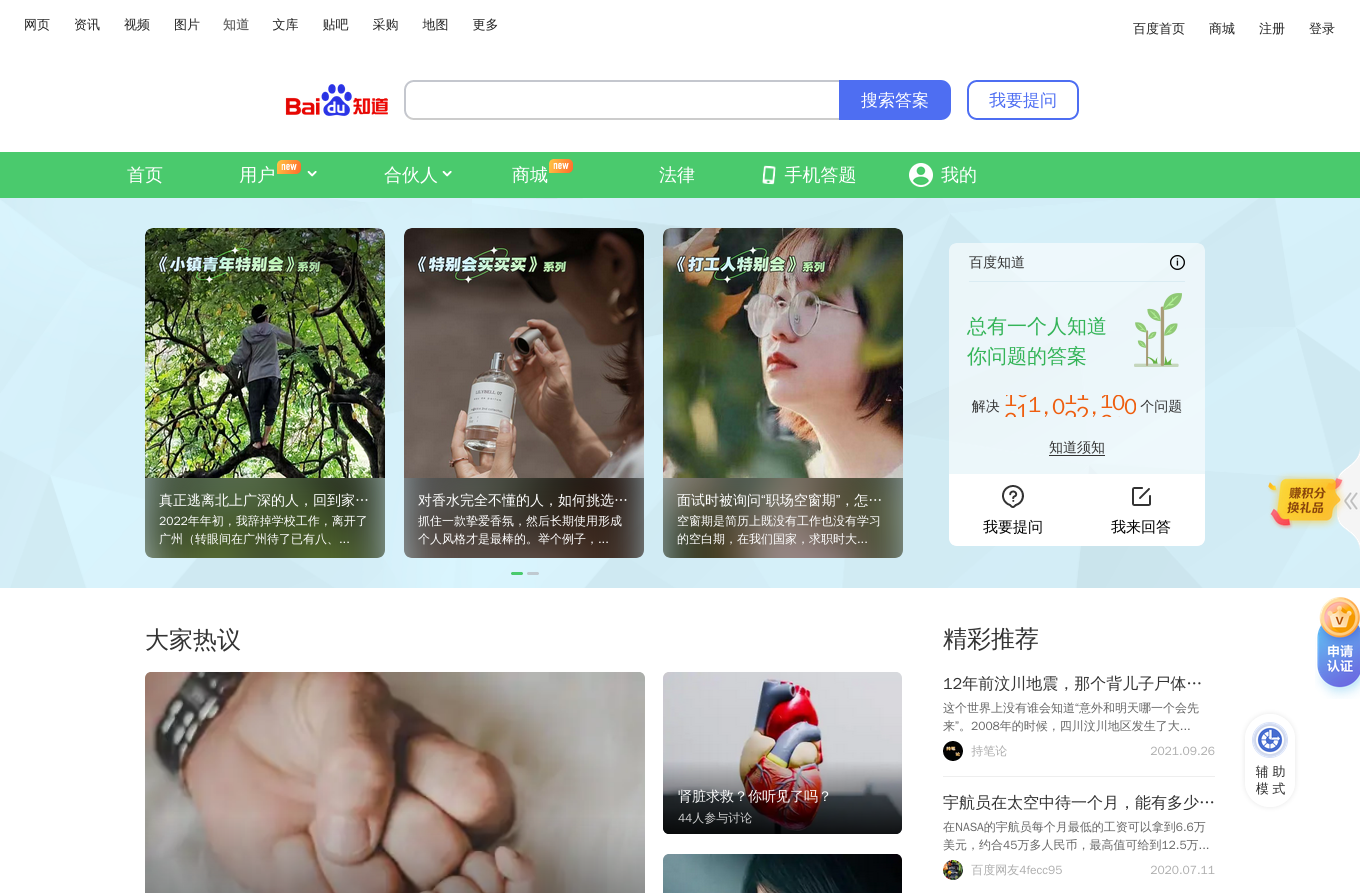 网页 资讯 视频 图片 知道 文库 贴吧 采购 地图 更多
百度首页 商城 注册 登录
Bai du 知道
搜索答案
我要提问
首页 用户 new 合伙人 商城 new 法律 手机答题 我的
《小镇青年特别会》系列
真正逃离北上广深的人，回到家…
2022年年初，我辞掉学校工作，离开了
广州（转眼间在广州待了已有八、...
《特别会买买买》系列
对香水完全不懂的人，如何挑选…
抓住一款挚爱香氛，然后长期使用形成
个人风格才是最棒的。举个例子，...
《打工人特别会》系列
面试时被询问“职场空窗期”，怎…
空窗期是简历上既没有工作也没有学习
的空白期，在我们国家，求职时大...
百度知道
总有一个人知道
你问题的答案
解决
个问题
知道须知
我要提问
我来回答
赚积分
换礼品
申请
认证
辅 助
模 式
大家热议
肾脏求救？你听见了吗？
44人参与讨论
精彩推荐
12年前汶川地震，那个背儿子尸体…
这个世界上没有谁会知道“意外和明天哪一个会先
来”。2008年的时候，四川汶川地区发生了大...
持笔论 2021.09.26
宇航员在太空中待一个月，能有多少…
在NASA的宇航员每个月最低的工资可以拿到6.6万
美元，约合45万多人民币，最高值可给到12.5万...
百度网友4fecc95 2020.07.11